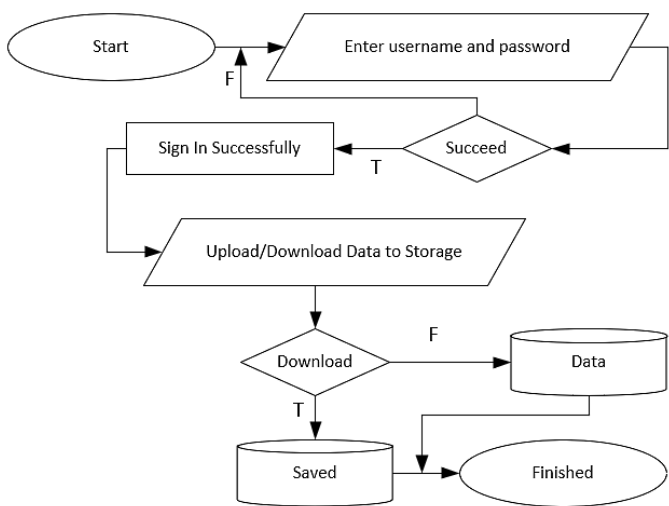 Start
Enter username and password
F
Sign In Successfully
T
Succeed
Upload/Download Data to Storage
Download
F
Data
T
Saved
Finished